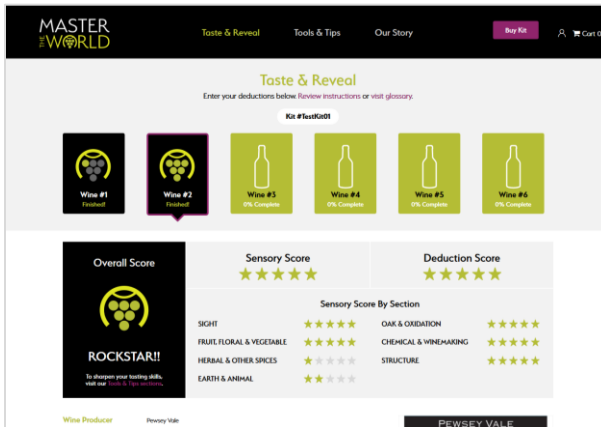 MASTER
THE WORLD
Taste & Reveal
Tools & Tips
Our Story
Buy Kit
Cart 0
Taste & Reveal
Enter your deductions below. Review instructions or visit glossary.
Kit #TestKit01
Wine #1
Finished!
Wine #2
Finished!
Wine #3
0% Complete
Wine #4
0% Complete
Wine #5
0% Complete
Wine #6
0% Complete
Overall Score
ROCKSTAR!!
To sharpen your tasting skills,
visit our Tools & Tips sections.
Sensory Score
Deduction Score
Sensory Score By Section
SIGHT
FRUIT, FLORAL & VEGETABLE
HERBAL & OTHER SPICES
EARTH & ANIMAL
OAK & OXIDATION
CHEMICAL & WINEMAKING
STRUCTURE
Wine Producer
Pewsey Vale
PEWSEY VALE